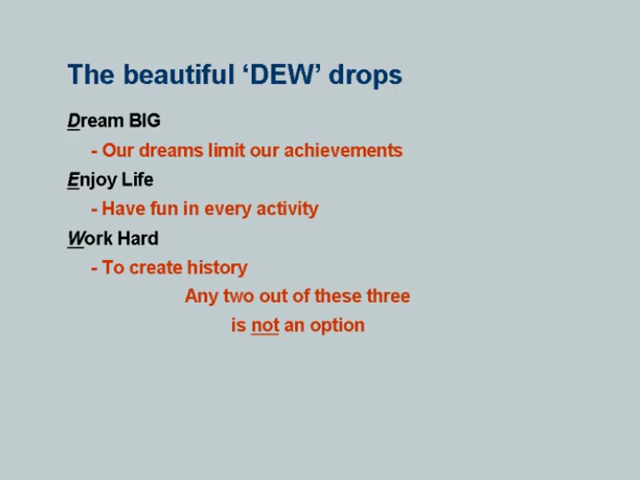 The beautiful ‘DEW’ drops
Dream BIG
- Our dreams limit our achievements
Enjoy Life
- Have fun in every activity
Work Hard
- To create history
Any two out of these three
is not an option